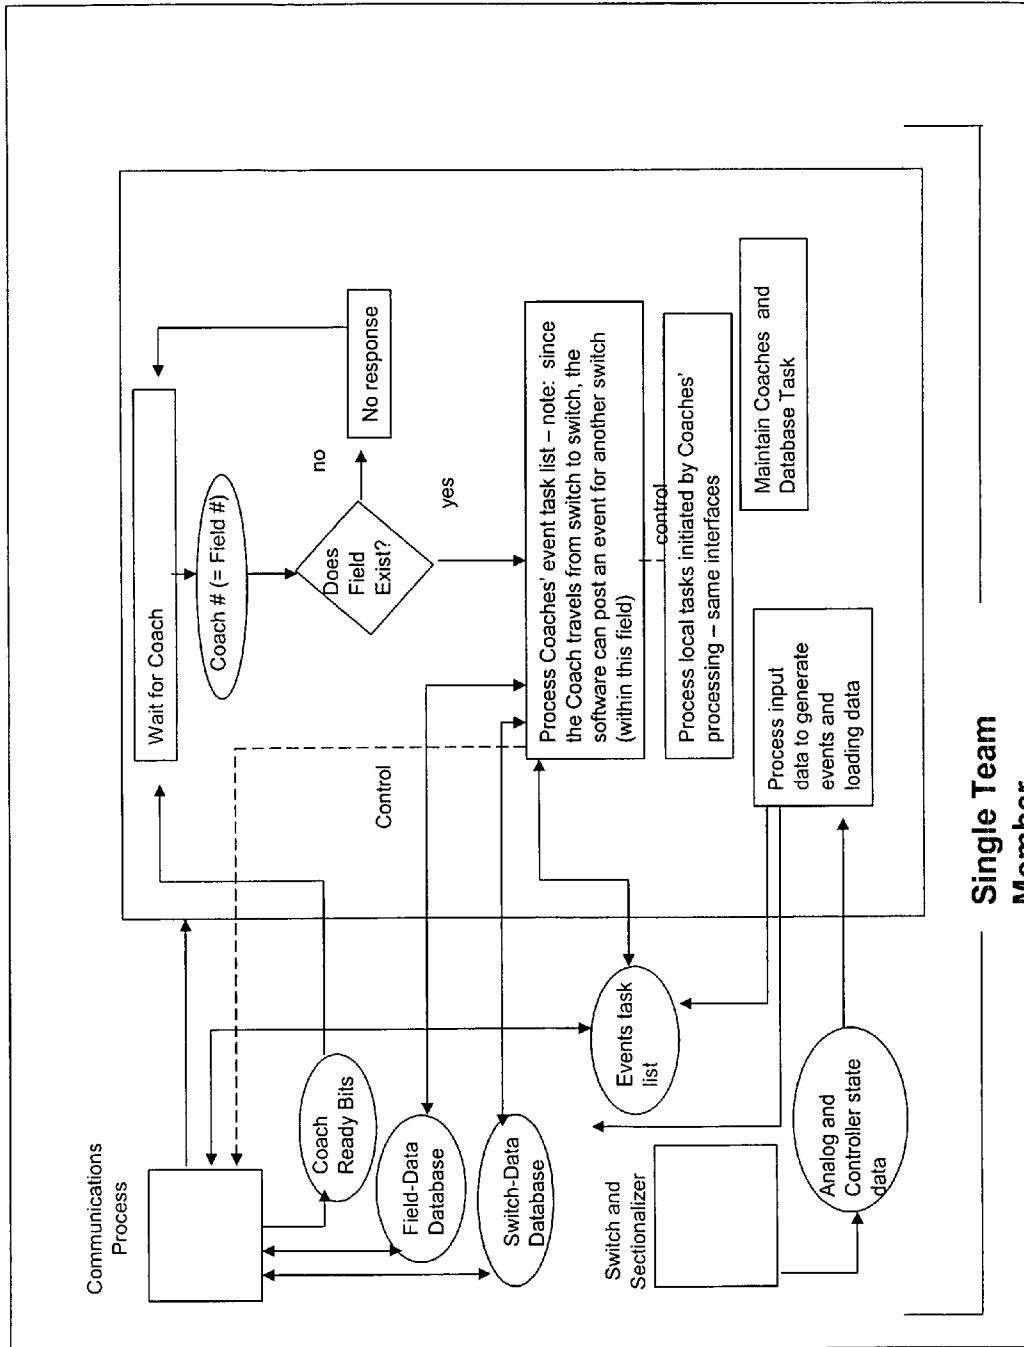 Communications
Process
Wait for Coach
Coach # (= Field #)
Does
Field
Exist?
no
No response
yes
Coach
Ready Bits
Control
Field-Data
Database
Switch-Data
Database
Process Coaches' event task list – note: since
the Coach travels from switch to switch, the
software can post an event for another switch
(within this field)
control
Process local tasks initiated by Coaches'
processing – same interfaces
Maintain Coaches and
Database Task
Events task
list
Process input
data to generate
events and
loading data
Switch and
Sectionalizer
Analog and
Controller state
data
Single Team
Member